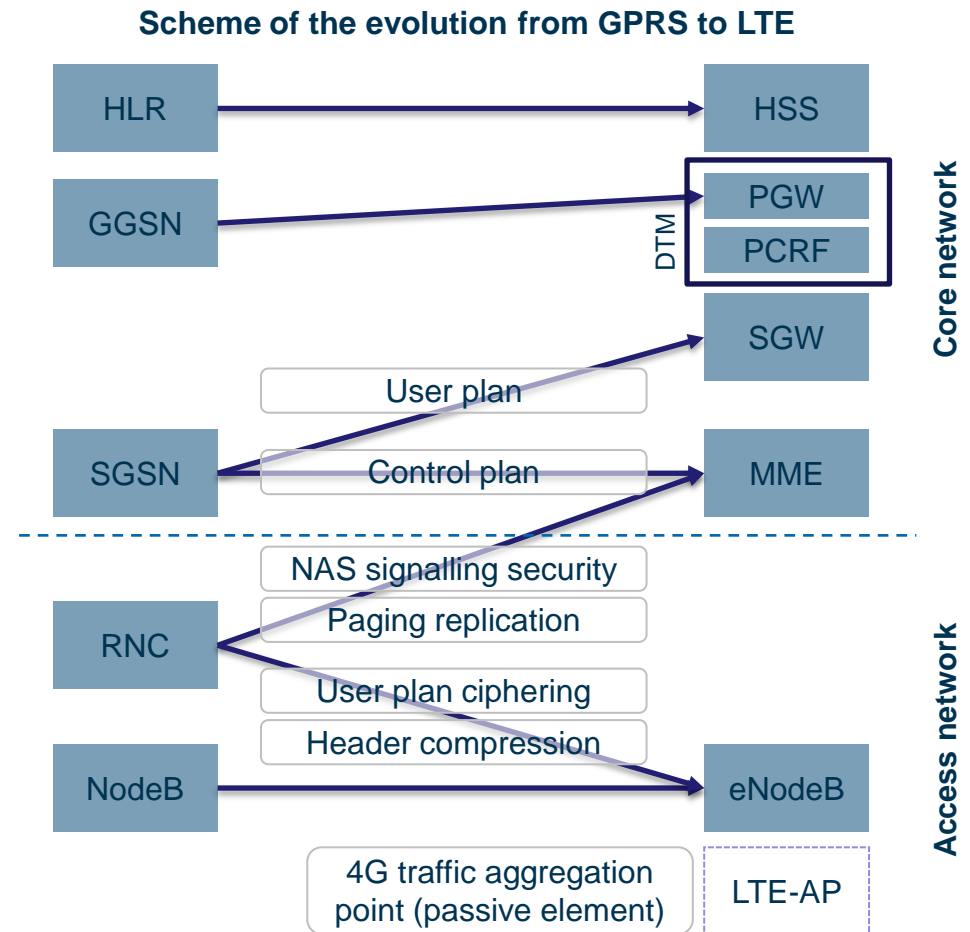 Scheme of the evolution from GPRS to LTE
HLR
HSS
GGSN
PGW
PCRF
DTM
SGW
User plan
SGSN
Control plan
MME
Core network
NAS signalling security
Paging replication
RNC
User plan ciphering
Header compression
NodeB
eNodeB
Access network
4G traffic aggregation
point (passive element)
LTE-AP